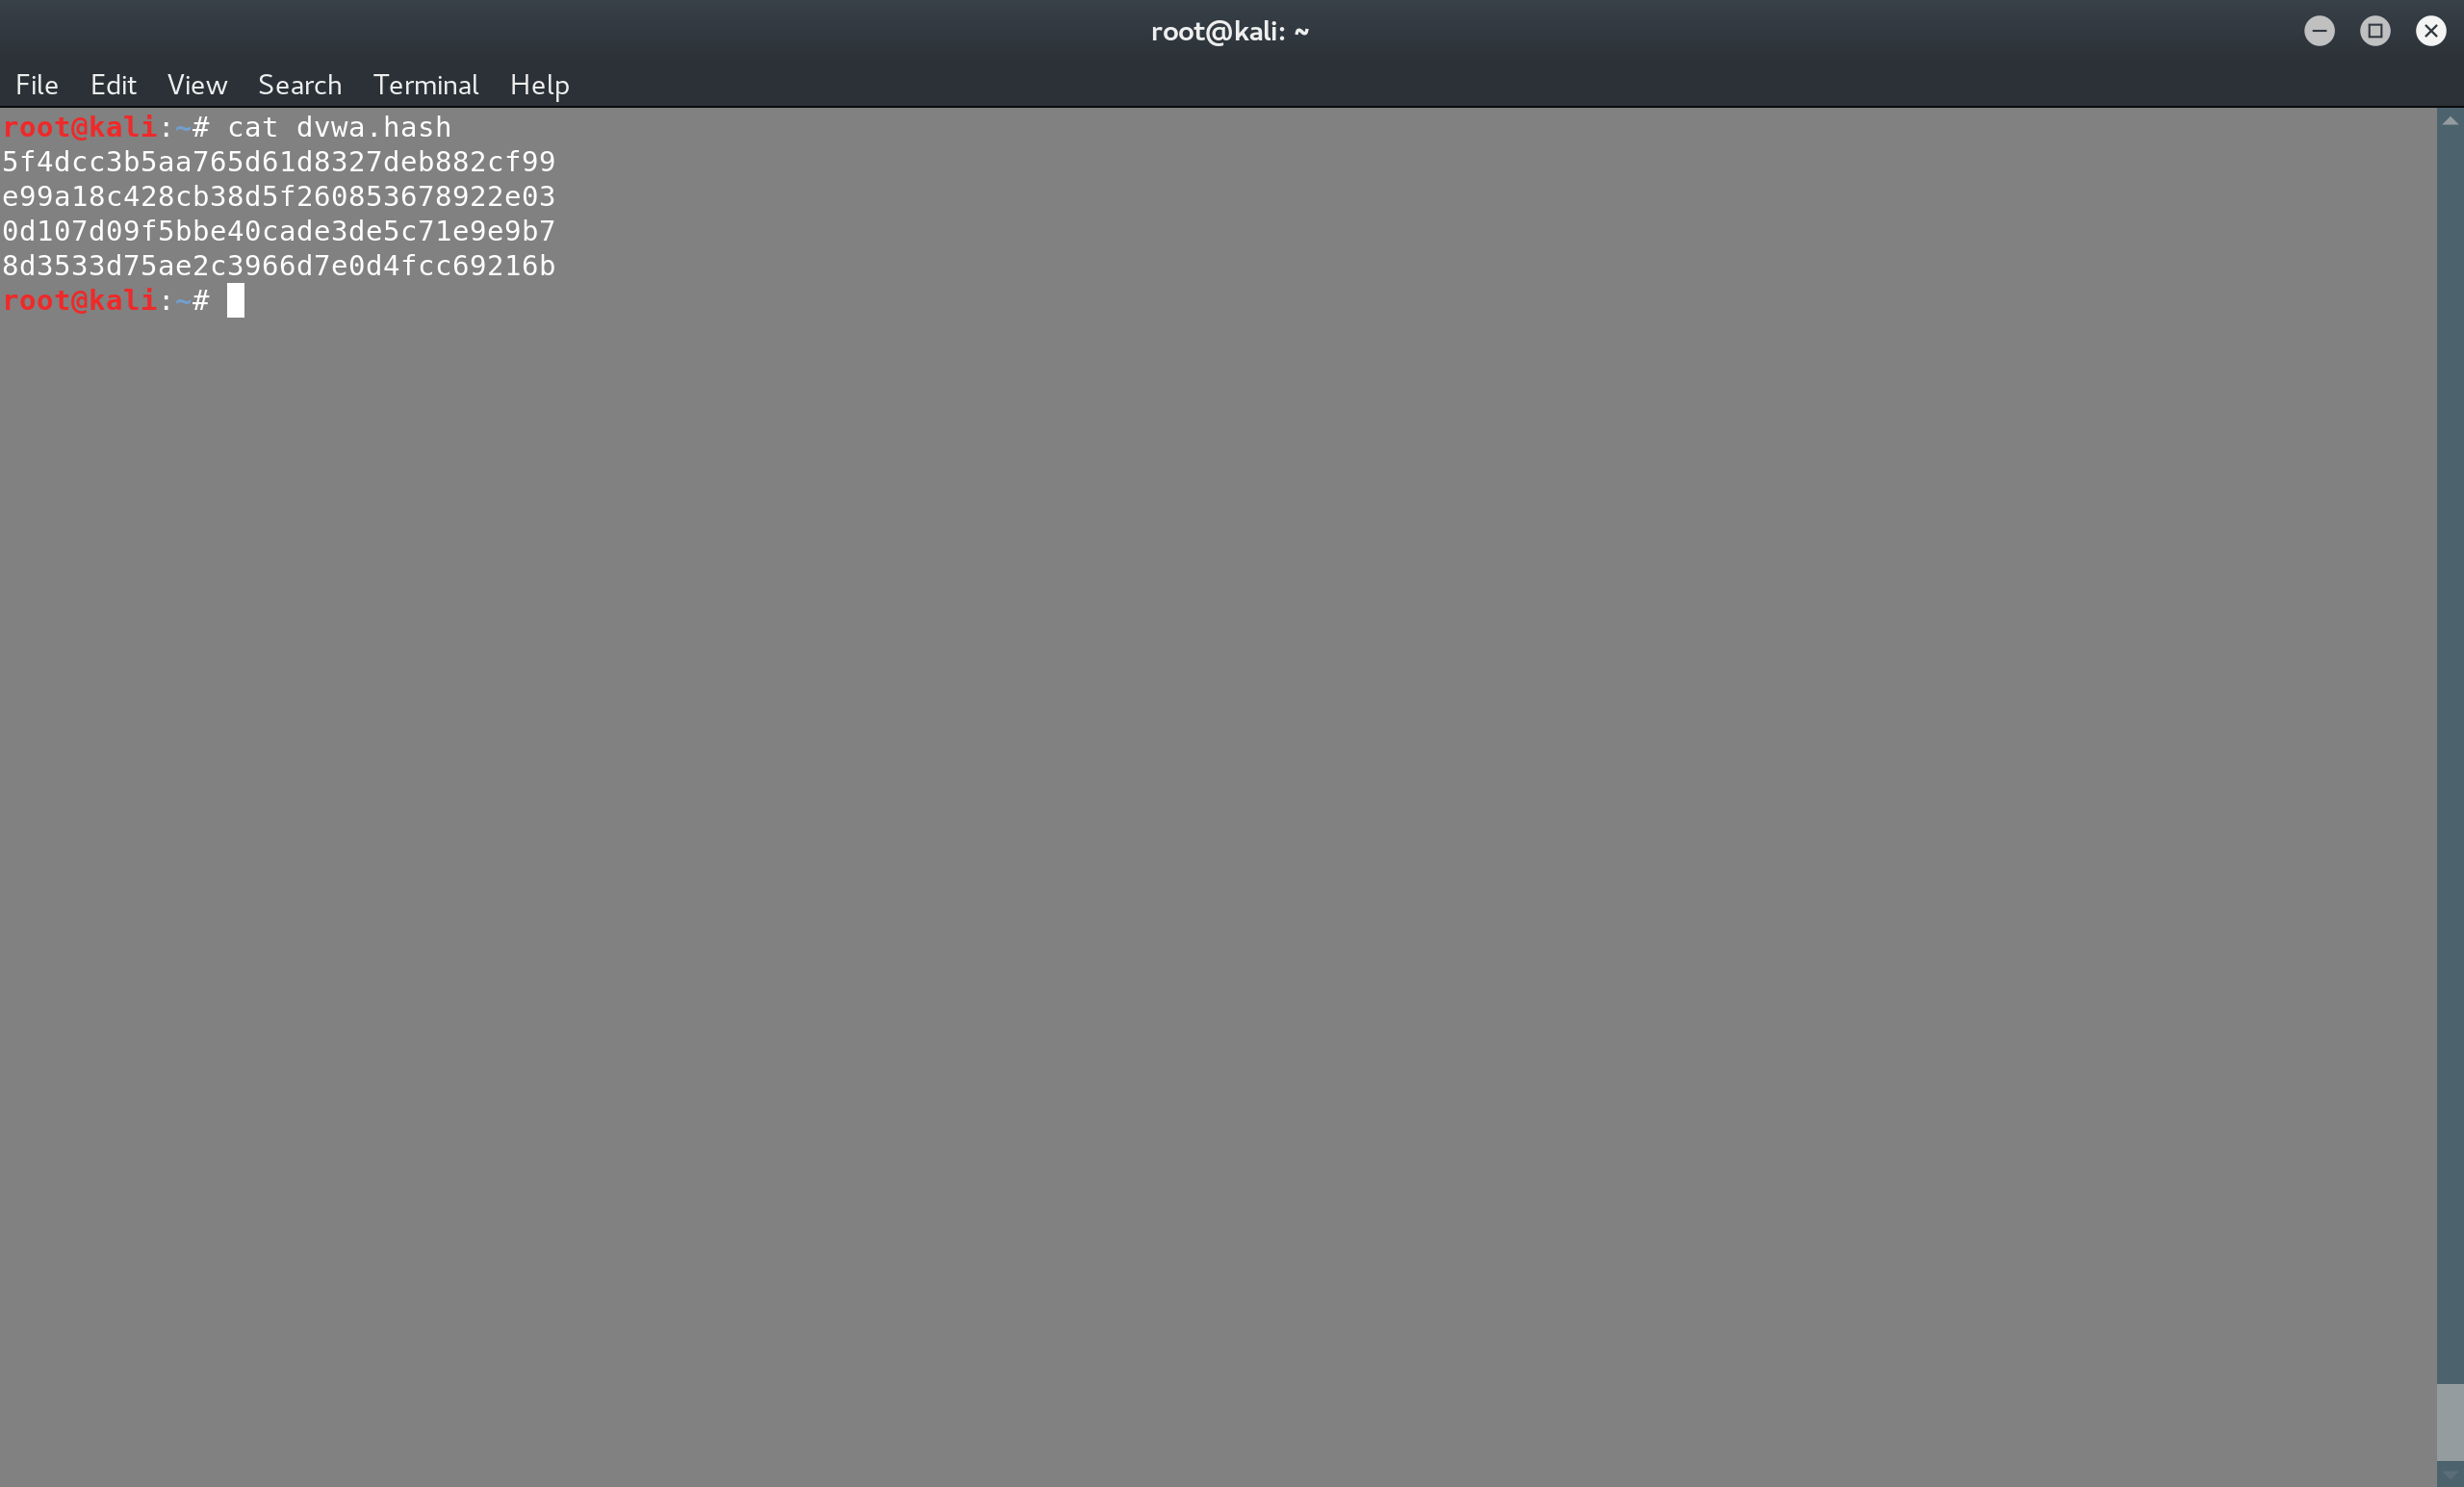 root@kali: ~
File Edit View Search Terminal Help
root@kali:~# cat dvwa.hash
5f4dcc3b5aa765d61d8327deb882cf99
e99a18c428cb38d5f260853678922e03
0d107d09f5bbe40cade3de5c71e9e9b7
8d3533d75ae2c3966d7e0d4fcc69216b
root@kali:~#